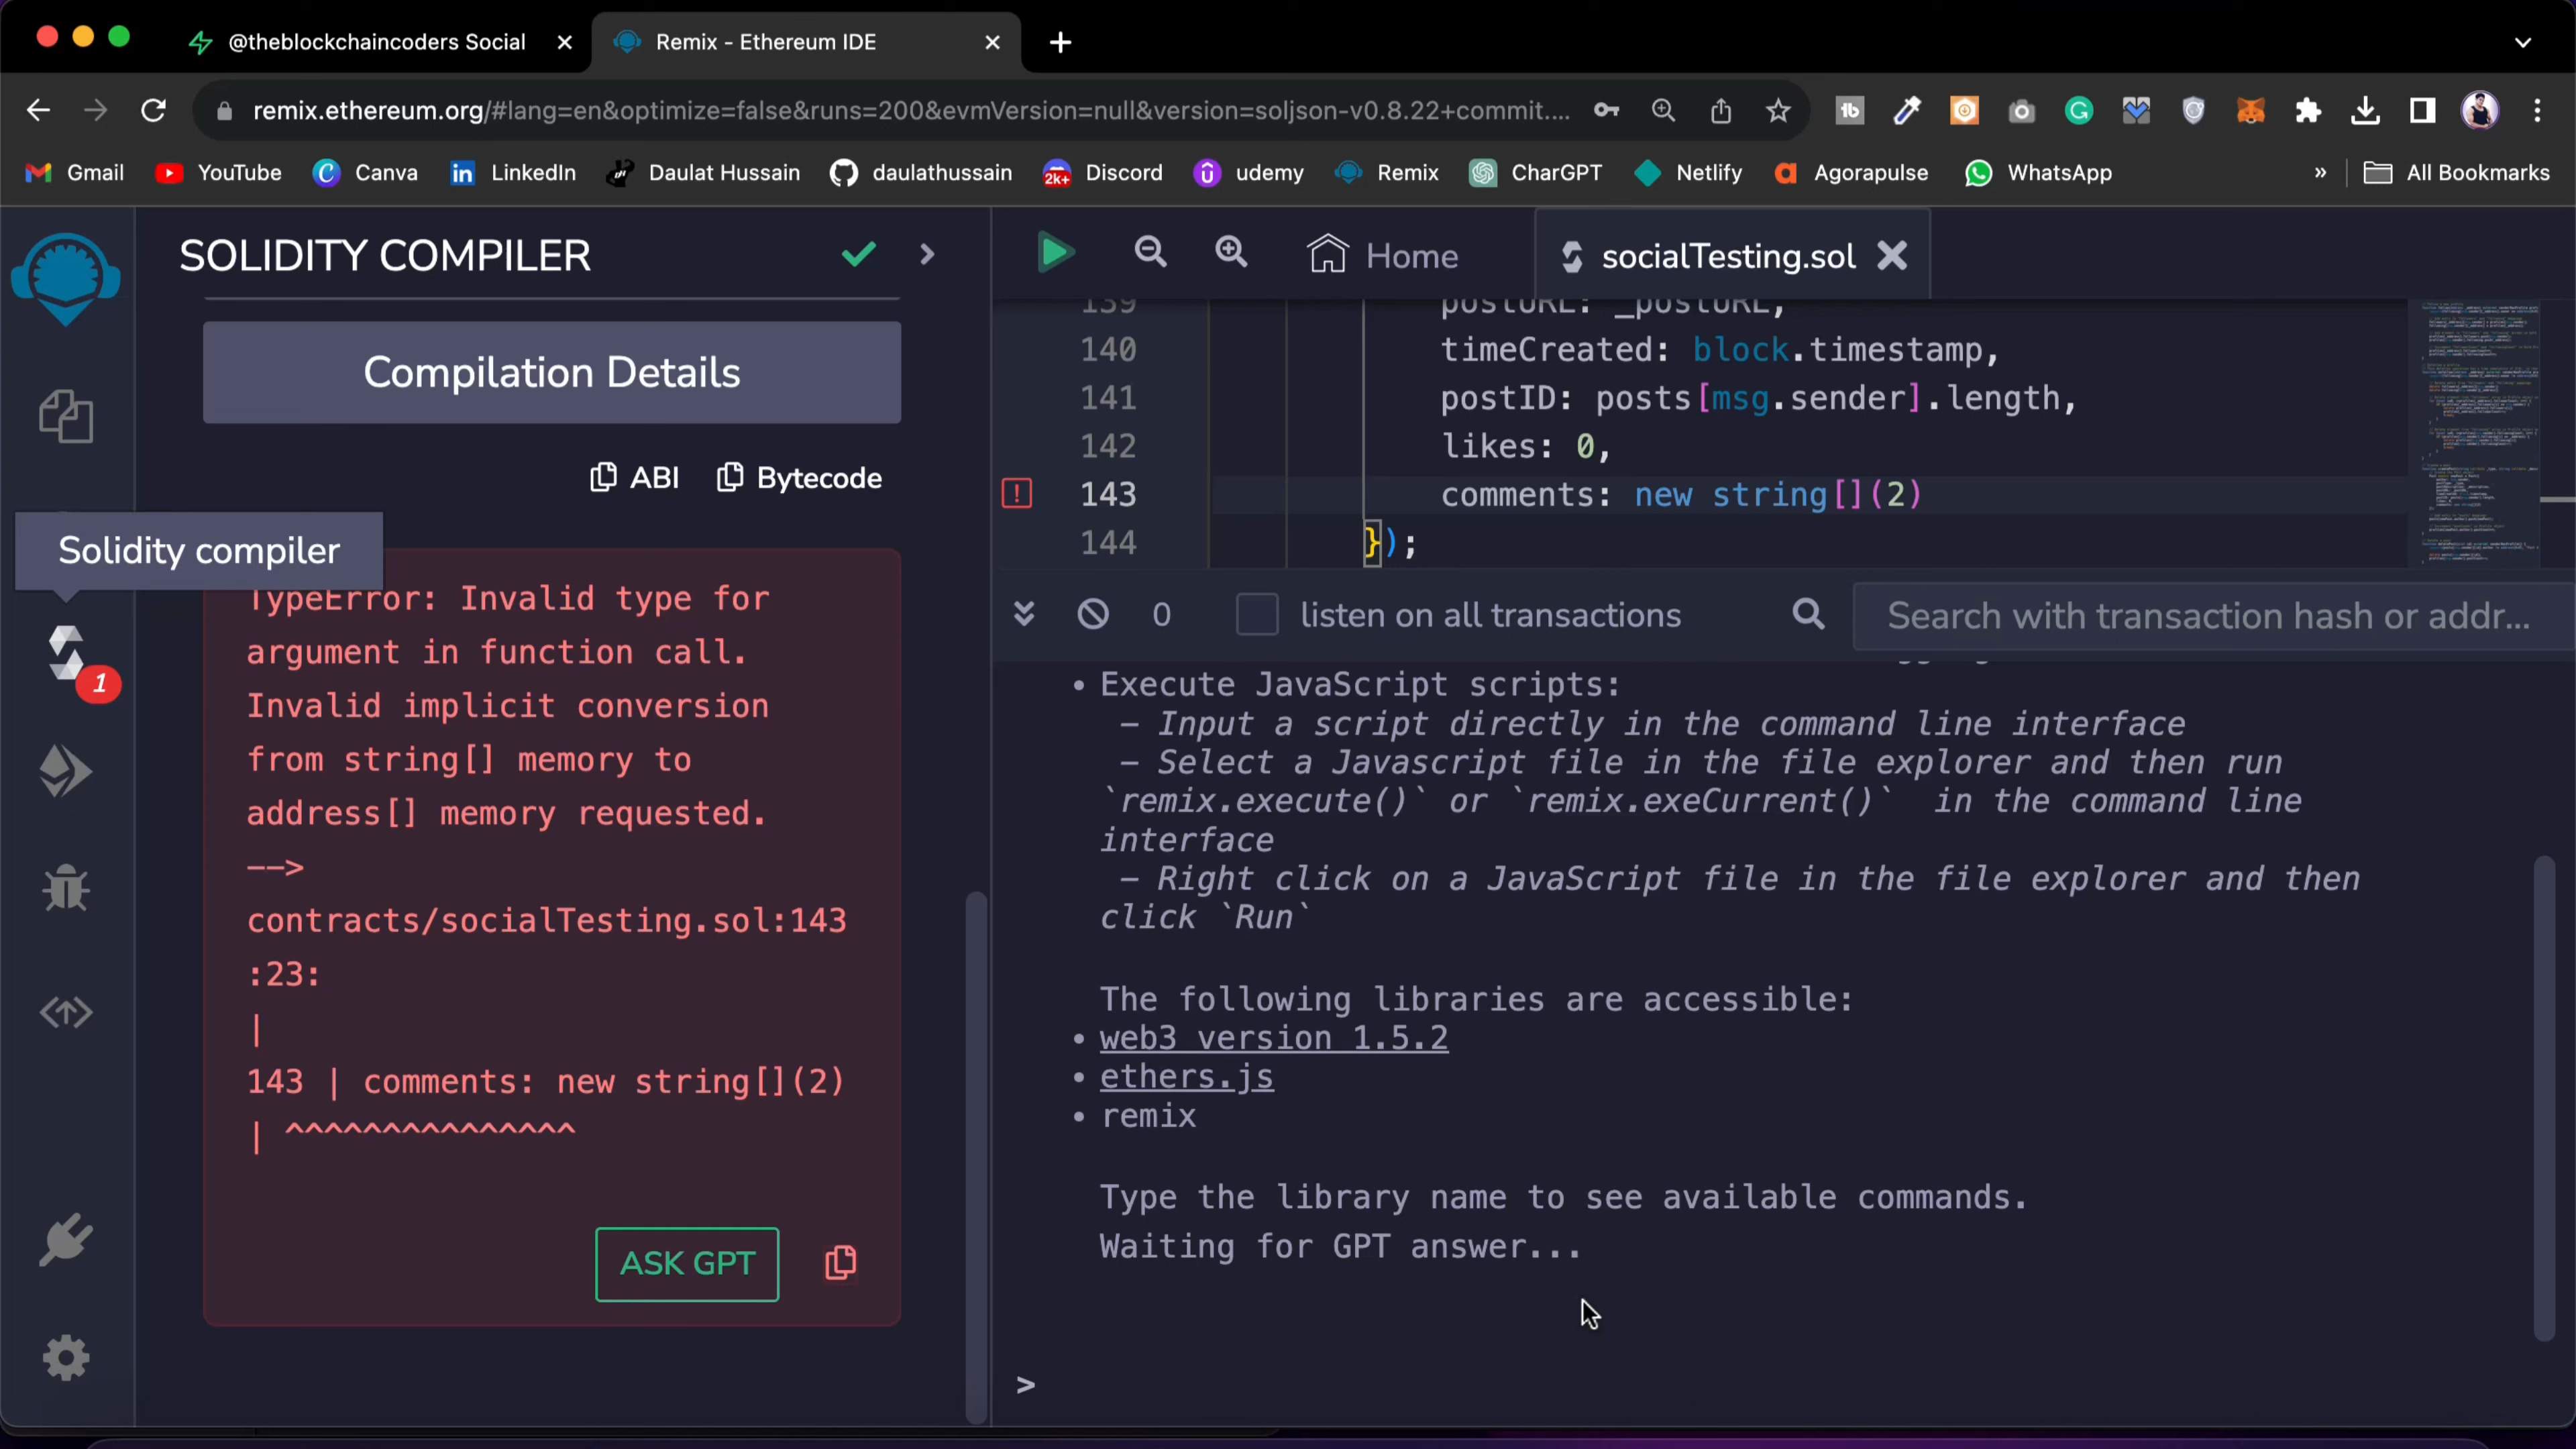 @theblockchaincoders Social
Remix - Ethereum IDE
remix.ethereum.org/#lang=en&optimize=false&runs=200&evmVersion=null&version=soljson-v0.8.22+commit....
Gmail
YouTube
Canva
LinkedIn
Daulat Hussain
daulathussain
2k+
Discord
udemy
Remix
CharGPT
Netlify
Agorapulse
WhatsApp
»
All Bookmarks
SOLIDITY COMPILER
Home
socialTesting.sol
Compilation Details
ABI
Bytecode
Solidity compiler
1
TypeError: Invalid type for
argument in function call.
Invalid implicit conversion
from string[] memory to
address[] memory requested.
-->
contracts/socialTesting.sol:143
:23:
|
143 | comments: new string[](2)
| ^^^^^^^^^^^^^^^
ASK GPT
139 postURL: _postURL,
140 timeCreated: block.timestamp,
141 postID: posts[msg.sender].length,
142 likes: 0,
143 comments: new string[](2)
144 });
0
listen on all transactions
Search with transaction hash or addr...
• Execute JavaScript scripts:
- Input a script directly in the command line interface
- Select a Javascript file in the file explorer and then run
`remix.execute()` or `remix.exeCurrent()` in the command line
interface
- Right click on a JavaScript file in the file explorer and then
click `Run`
The following libraries are accessible:
• web3 version 1.5.2
• ethers.js
• remix
Type the library name to see available commands.
Waiting for GPT answer...
>